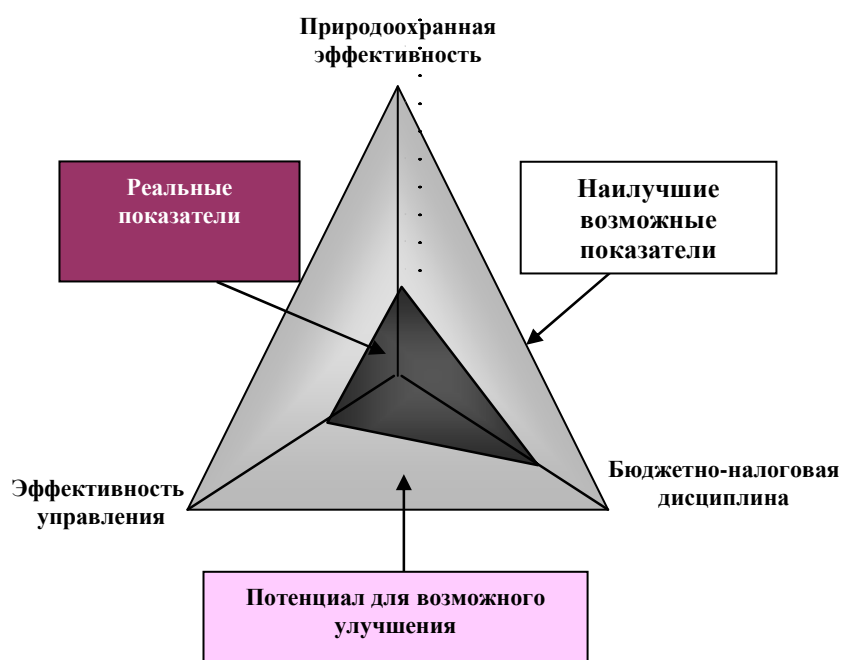 Природоохранная
эффективность
Реальные
показатели
Наилучшие
возможные
показатели
Эффективность
управления
Бюджетно-налоговая
дисциплина
Потенциал для возможного
улучшения